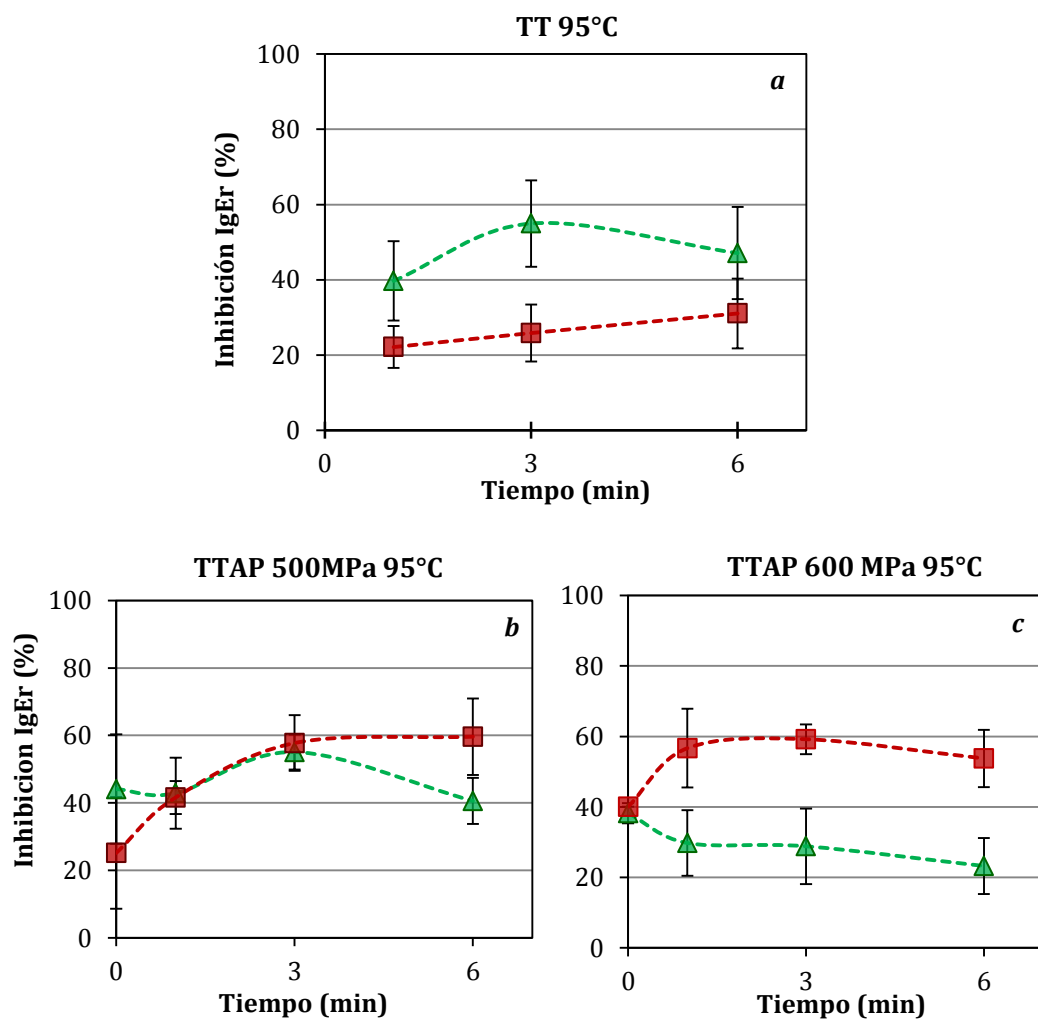 TT 95°C
a
Inhibición IgEr (%)
100
80
60
40
20
0
0
3
6
Tiempo (min)
TTAP 500MPa 95°C
b
Inhibicion IgEr (%)
100
80
60
40
20
0
0
3
6
Tiempo (min)
TTAP 600 MPa 95°C
c
100
80
60
40
20
0
0
3
6
Tiempo (min)